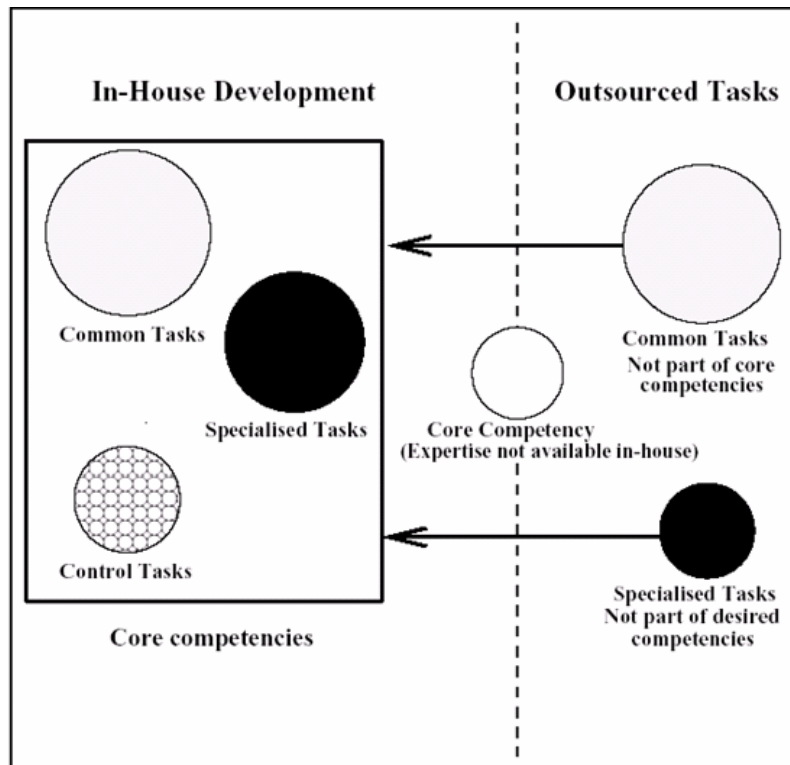 In-House Development
Outsourced Tasks
Common Tasks
Specialised Tasks
Control Tasks
Core competencies
Core Competency
(Expertise not available in-house)
Common Tasks
Not part of core
competencies
Specialised Tasks
Not part of desired
competencies